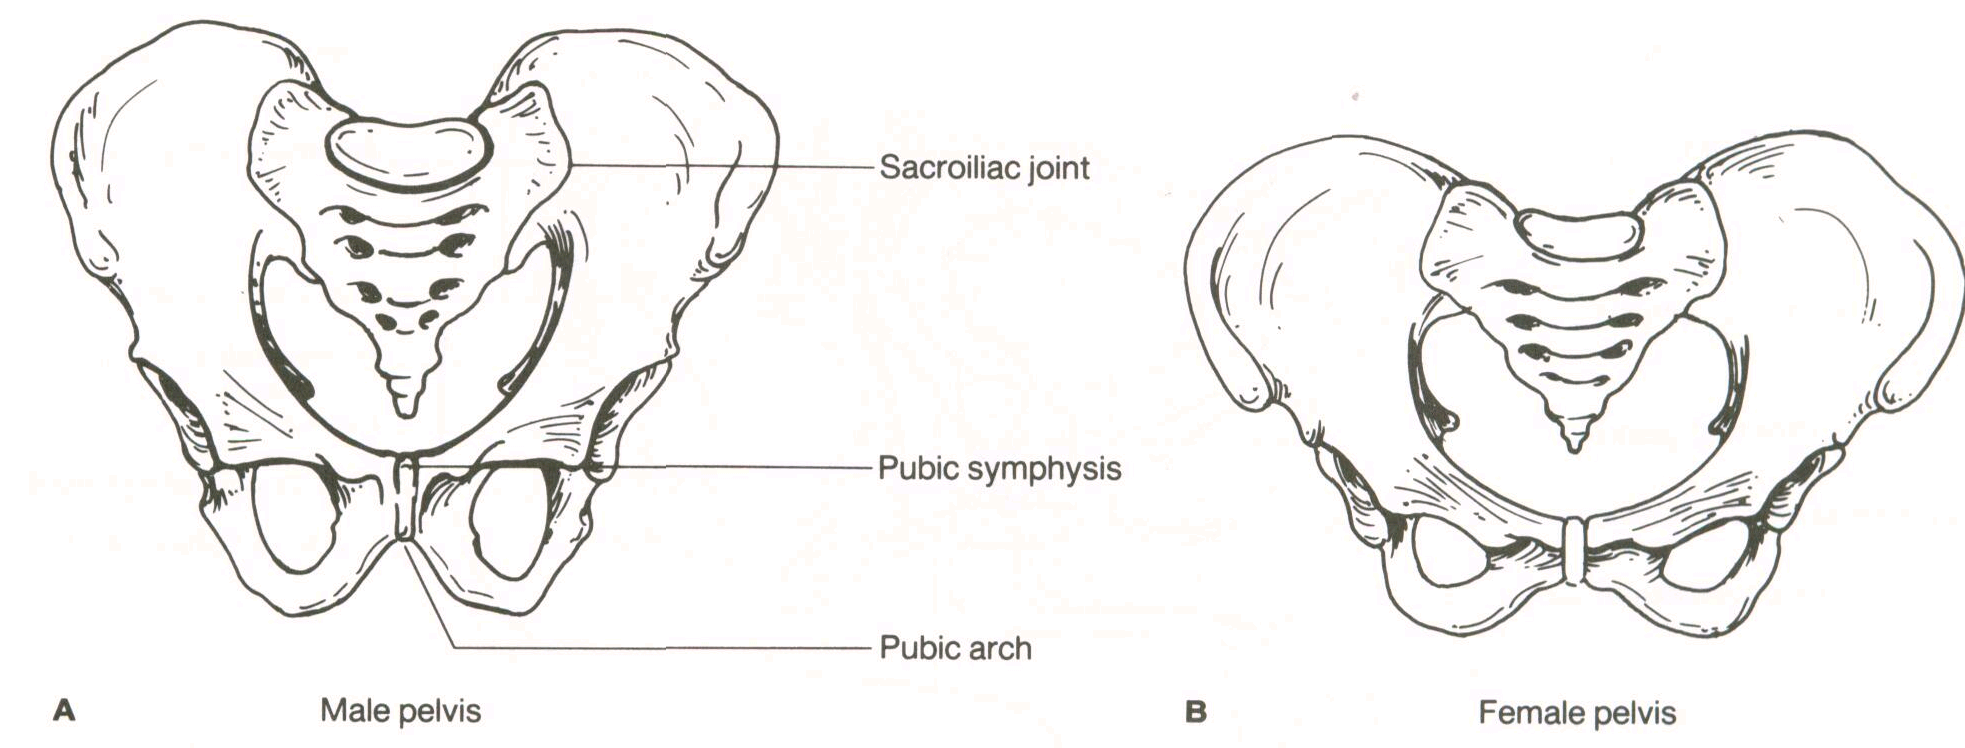 Sacroiliac joint
Pubic symphysis
Pubic arch
A Male pelvis
B Female pelvis